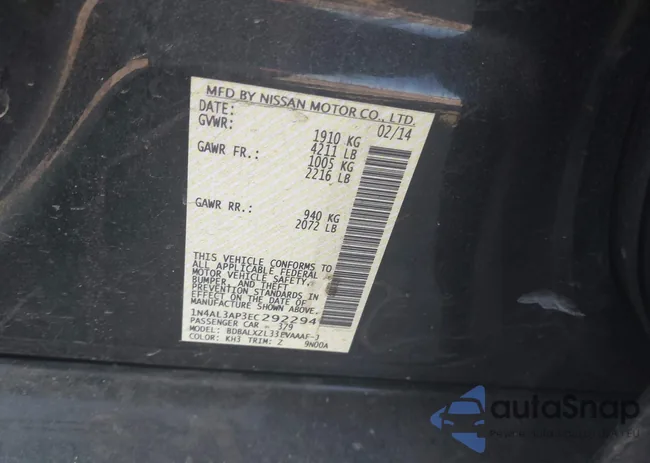 MFD BY NISSAN MOTOR CO., LTD.
DATE: 02/14
GVWR: 1910 KG
4211 LB
GAWR FR.: 1005 KG
2216 LB
GAWR RR.: 940 KG
2072 LB
THIS VEHICLE CONFORMS TO
ALL APPLICABLE FEDERAL
MOTOR VEHICLE SAFETY,
BUMPER, AND THEFT
PREVENTION STANDARDS IN
EFFECT ON THE DATE OF
MANUFACTURE SHOWN ABOVE.
1N4AL3AP3EC292294
PASSENGER CAR 379
MODEL: BDBALXZL33EVAAAF-J
COLOR: KH3 TRIM: Z 9N00A
autoSnap